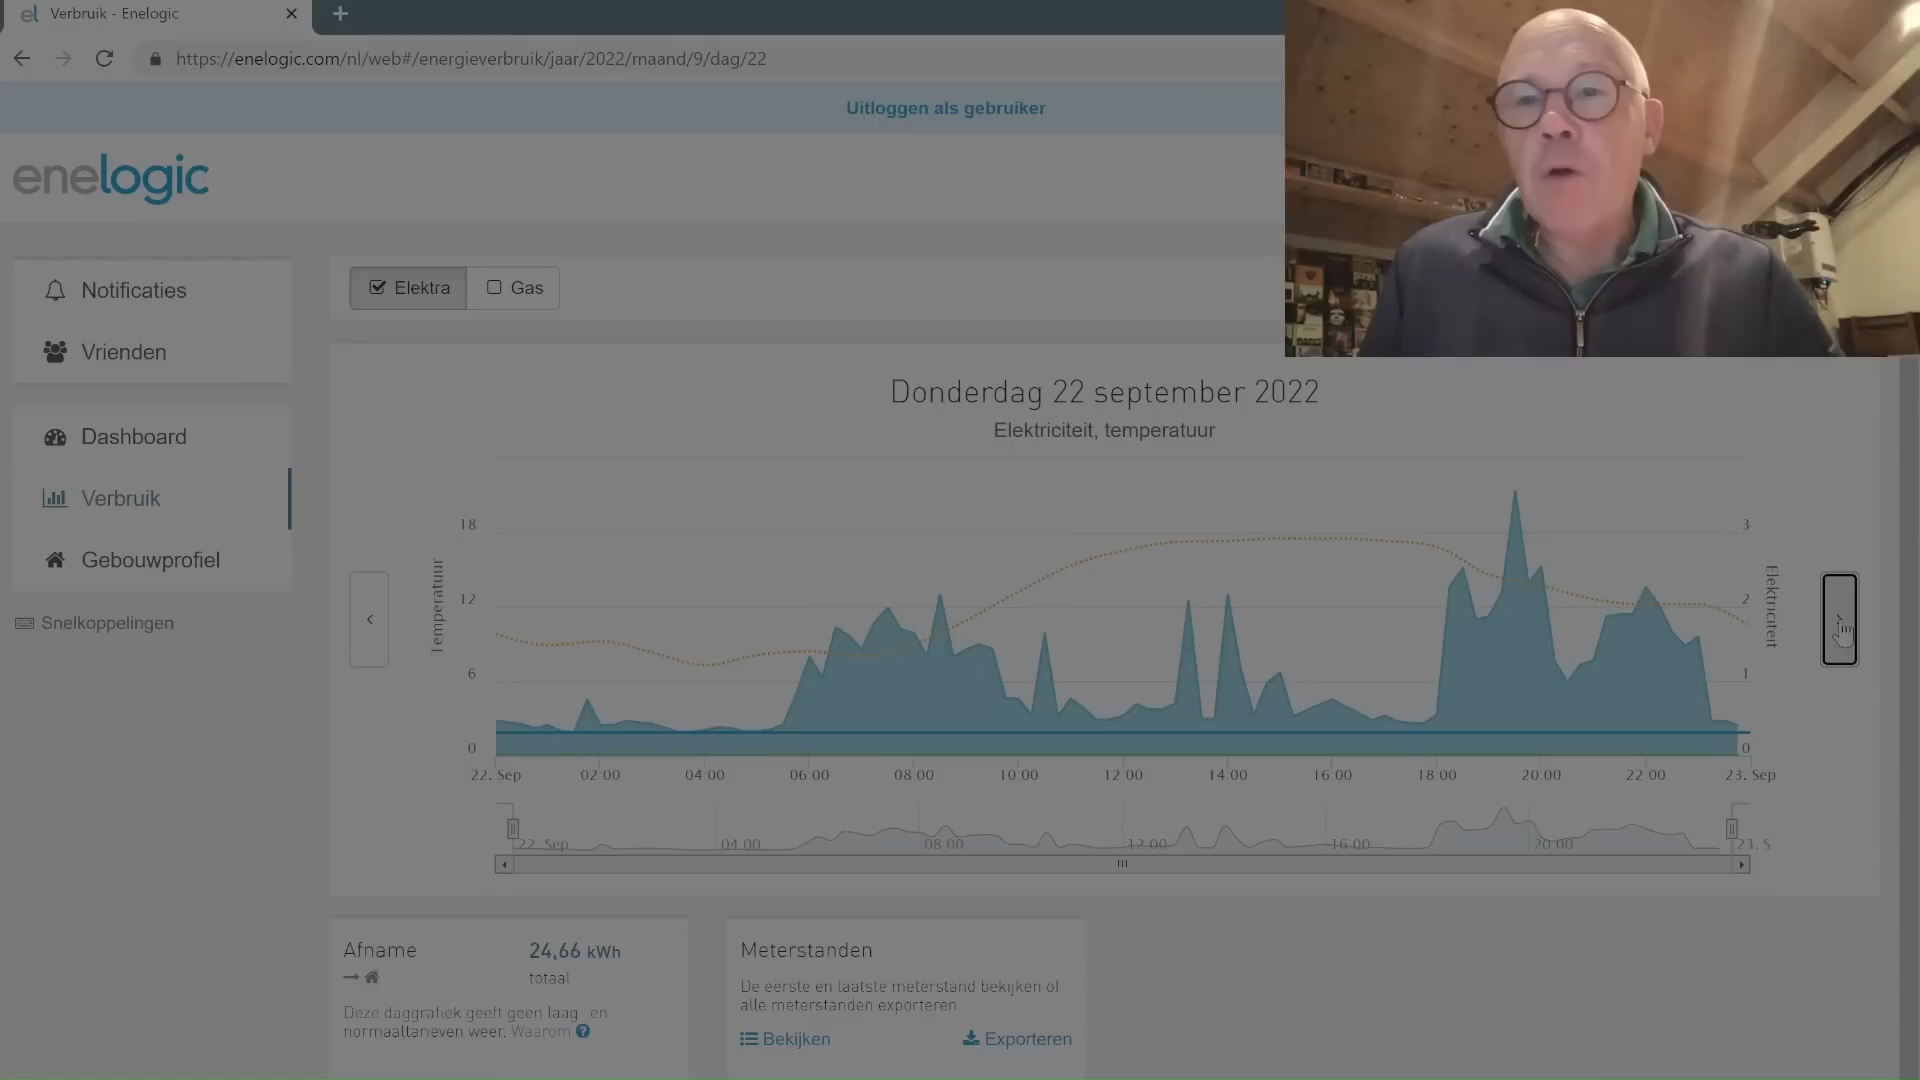 Verbruik - Enelogic
https://enelogic.com/nl/web#/energieverbruik/jaar/2022/maand/9/dag/22
Uitloggen als gebruiker
enelogic
Notificaties
Vrienden
Dashboard
Verbruik
Gebouwprofiel
Snelkoppelingen
Elektra
Gas
Donderdag 22 september 2022
Elektriciteit, temperatuur
Temperatuur
18
12
6
0
Elektriciteit
3
2
1
0
22. Sep 02:00 04:00 06:00 08:00 10:00 12:00 14:00 16:00 18:00 20:00 22:00 23. Sep
22. Sep 04:00 08:00 12:00 16:00 20:00 23. S
Afname
24,66 kWh
totaal
Deze daggrafiek geeft geen laag- en
normaaltarieven weer. Waarom
Meterstanden
De eerste en laatste meterstand bekijken of
alle meterstanden exporteren
Bekijken
Exporteren